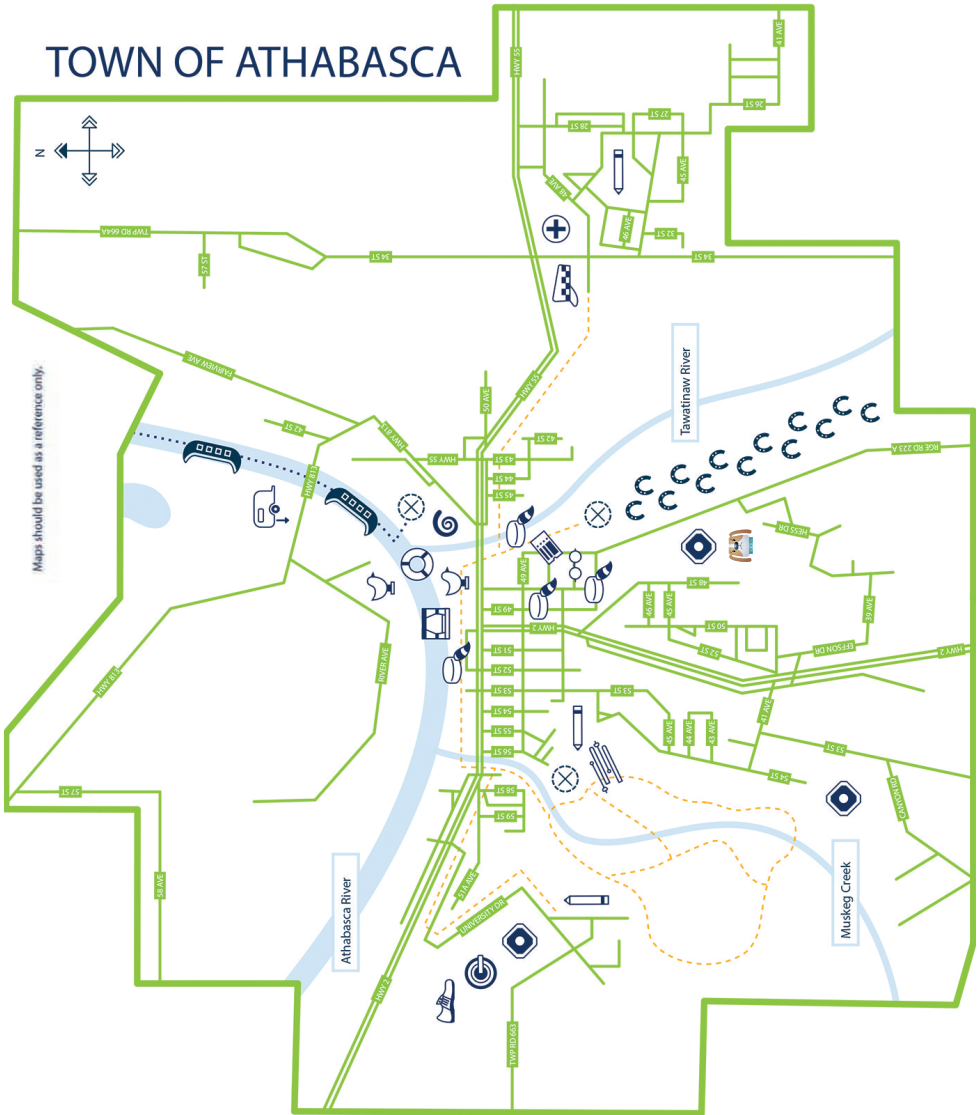 TOWN OF ATHABASCA
N
Maps should be used as a reference only.
HWY 55
41 AVE
26 ST
27 ST
28 ST
45 AVE
48 AVE
46 AVE
32 ST
TWP RD 664A
57 ST
34 ST
34 ST
FAIRVIEW AVE
HWY 55
Tawatinaw River
50 AVE
42 ST
HWY 813
42 ST
HWY 55
43 ST
44 ST
45 ST
RGE RD 223 A
HWY 813
HESS DR
49 AVE
48 ST
46 AVE
45 AVE
39 AVE
49 ST
HWY 2
50 ST
51 ST
52 ST
52 ST
EFFSON DR
HWY 2
RIVER AVE
HWY 813
53 ST
53 ST
54 ST
55 ST
56 ST
45 AVE
44 AVE
43 AVE
41 AVE
53 ST
54 ST
57 ST
58 ST
59 ST
CANYON RD
58 AVE
51A AVE
UNIVERSITY DR
Athabasca River
Muskeg Creek
HWY 2
TWP RD 663